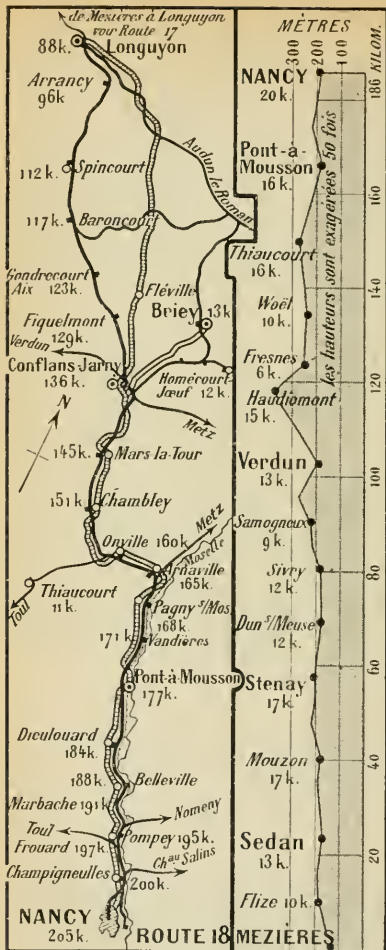 de Mézières à Longuyon
voir Route 17
88k. Longuyon
Arrancy
96k
112k. Spincourt
Audun le Roman
117k. Baroncourt
Gondrecourt
Aix 123k.
Fléville
Briey 13k
Fiquelmont
129k.
Verdun
Conflans Jarny
136k.
Homécourt
Jœuf 12k.
N
Metz
145k. Mars-la-Tour
151k. Chambley
Onville 160k.
Metz
Moselle
Arnaville
165k.
Thiaucourt
11k.
Toul
Pagny s/Mos.
168k.
171k. Vandières
Pont-à-Mousson
177k.
Dieulouard
184k.
188k. Belleville
Marbache 191k
Nomeny
Toul
Pompey 195k.
Frouard 197k.
Chau Salins
Champigneulles
200k.
NANCY
205k.
ROUTE 18
MÈTRES
300 200 100
KILOM.
186
160
140
120
100
80
60
40
20
les hauteurs sont exagérées 50 fois
NANCY
20k.
Pont-à-
Mousson
16k.
Thiaucourt
16k.
Woël
10k.
Fresnes
6k.
Haudiomont
15k.
Verdun
13k.
Samogneux
9k.
Sivry
12k.
Dun s/Meuse
12k.
Stenay
17k.
Mouzon
17k.
Sedan
13k.
Flize 10k.
MEZIÈRES